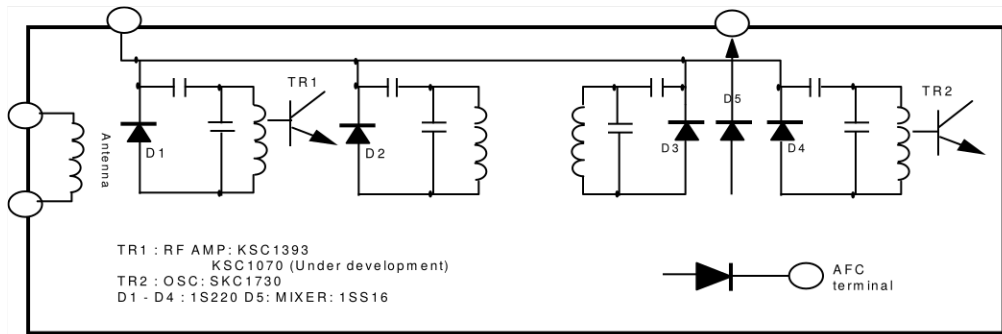 TR1
TR2
D5
Antenna
D1
D2
D3
D4
TR1 : RF AMP: KSC1393
KSC1070 (Under development)
TR2 : OSC: SKC1730
D1 - D4 : 1S220 D5: MIXER: 1SS16
AFC
terminal